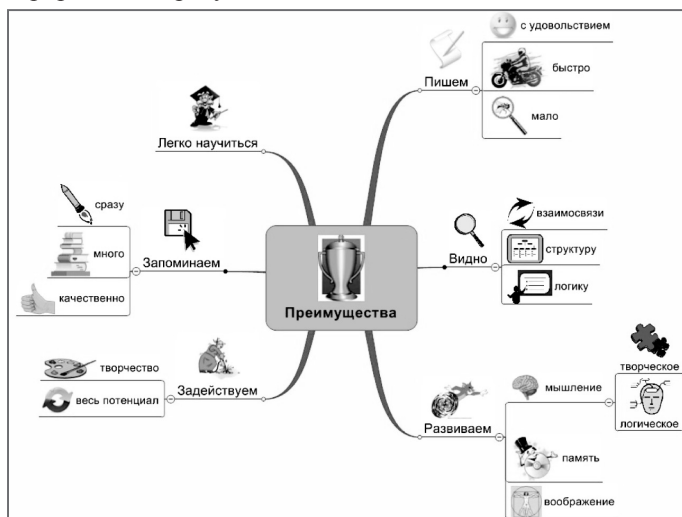 с удовольствием
быстро
Пишем
мало
Легко научиться
сразу
много
Запоминаем
качественно
взаимосвязи
Видно
структуру
логику
Преимущества
творчество
Задействуем
весь потенциал
творческое
мышление
логическое
Развиваем
память
воображение